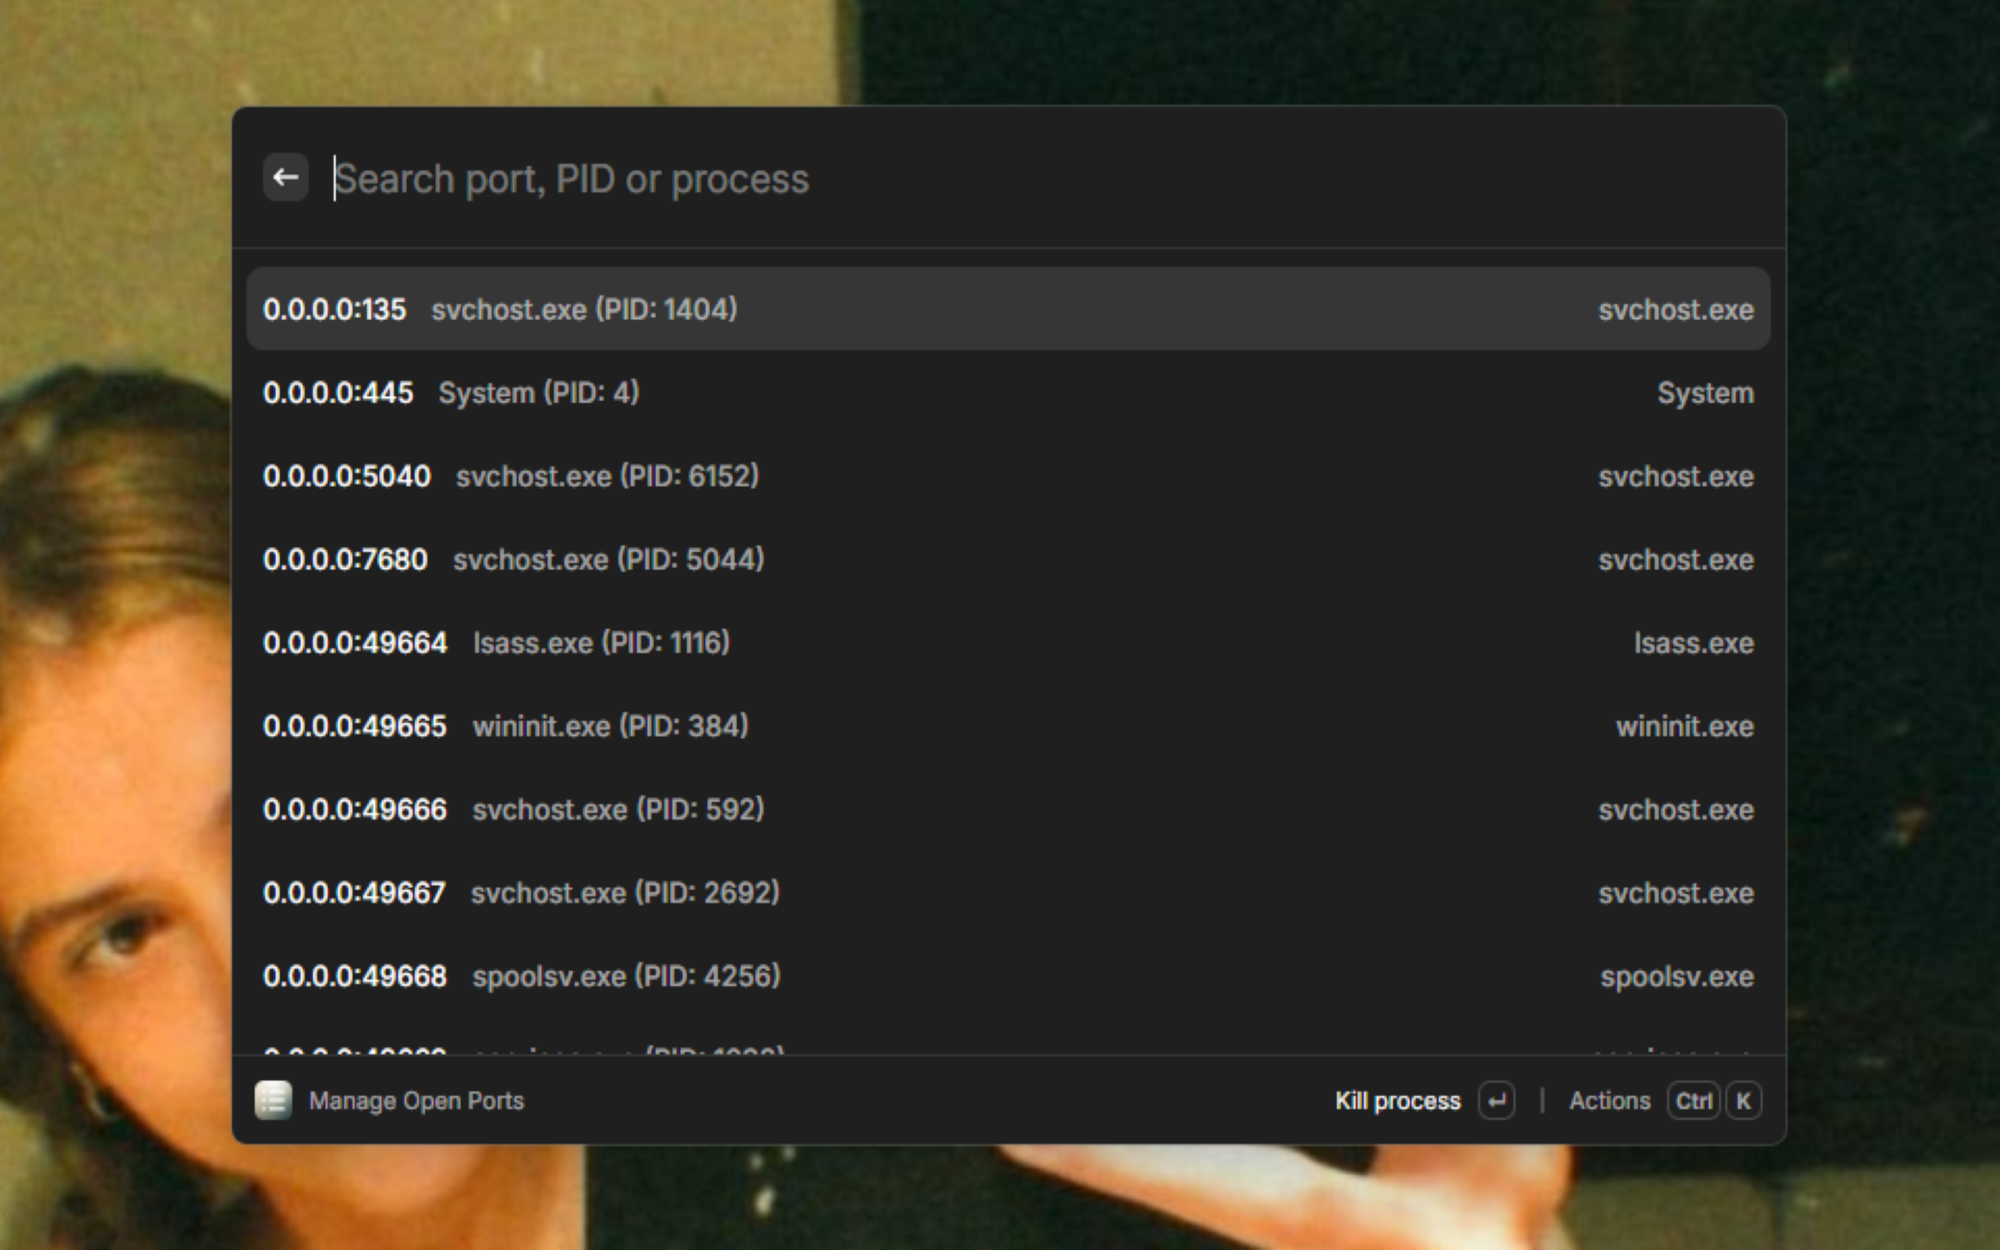 Search port, PID or process
0.0.0.0:135 svchost.exe (PID: 1404) svchost.exe
0.0.0.0:445 System (PID: 4) System
0.0.0.0:5040 svchost.exe (PID: 6152) svchost.exe
0.0.0.0:7680 svchost.exe (PID: 5044) svchost.exe
0.0.0.0:49664 lsass.exe (PID: 1116) lsass.exe
0.0.0.0:49665 wininit.exe (PID: 384) wininit.exe
0.0.0.0:49666 svchost.exe (PID: 592) svchost.exe
0.0.0.0:49667 svchost.exe (PID: 2692) svchost.exe
0.0.0.0:49668 spoolsv.exe (PID: 4256) spoolsv.exe
Manage Open Ports Kill process ↵ | Actions Ctrl K